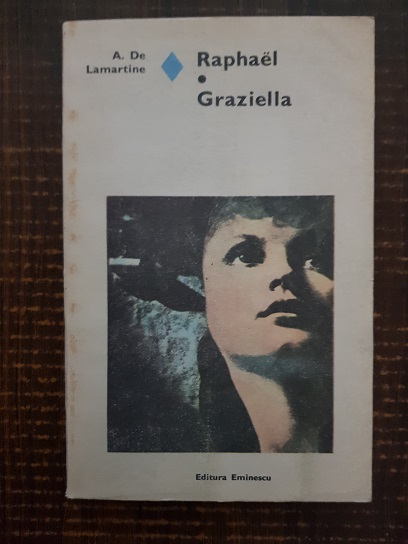 A. De
Lamartine
Raphaël
•
Graziella
Editura Eminescu